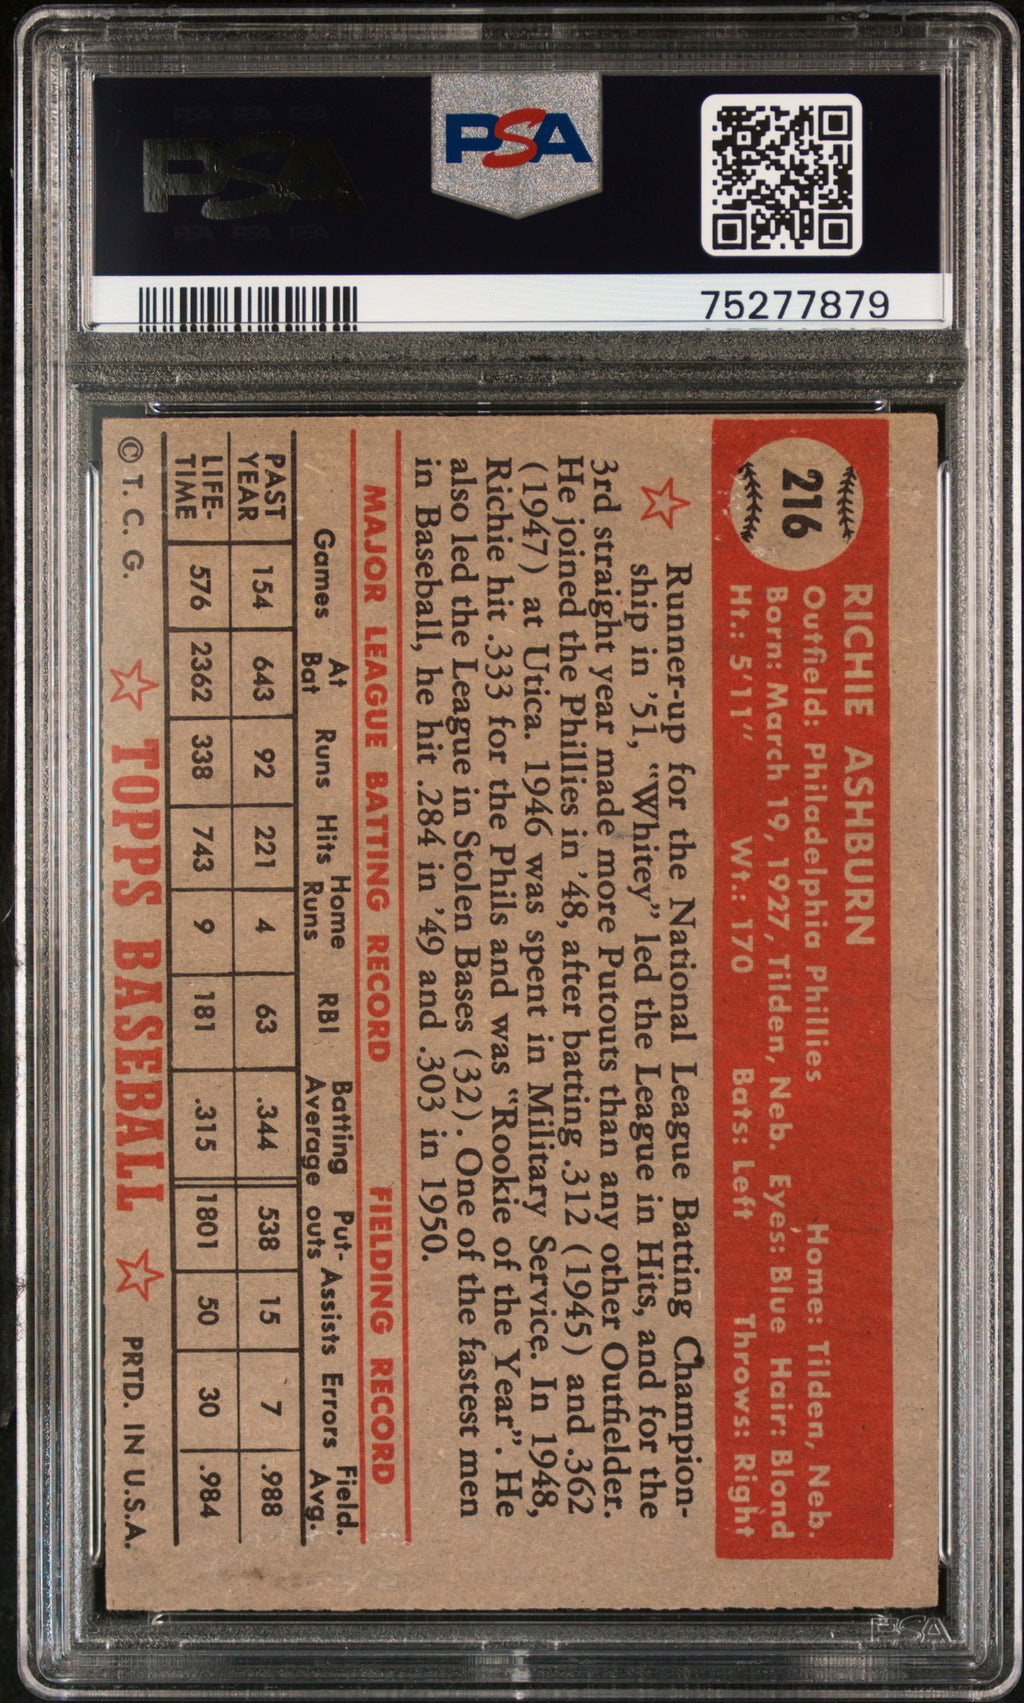 PSA
PSA PSA PSA
PSA
PSA PSA PSA
75277879
216
RICHIE ASHBURN
Outfield: Philadelphia Phillies Home: Tilden, Neb.
Born: March 19, 1927, Tilden, Neb. Eyes: Blue Hair: Blond
Ht.: 5'11" Wt.: 170 Bats: Left Throws: Right
Runner-up for the National League Batting Champion-
ship in '51, "Whitey" led the League in Hits, and for the
3rd straight year made more Putouts than any other Outfielder.
He joined the Phillies in '48, after batting .312 (1945) and .362
(1947) at Utica. 1946 was spent in Military Service. In 1948,
Richie hit .333 for the Phils and was "Rookie of the Year". He
also led the League in Stolen Bases (32). One of the fastest men
in Baseball, he hit .284 in '49 and .303 in 1950.
MAJOR LEAGUE BATTING RECORD FIELDING RECORD
Games At Bat Runs Hits Home Runs RBI Batting Average Put-outs Assists Errors Field. Avg.
PAST YEAR 154 643 92 221 4 63 .344 538 15 7 .988
LIFE-TIME 576 2362 338 743 9 181 .315 1801 50 30 .984
© T. C. G. TOPPS BASEBALL PRTD. IN U.S.A.
PSA